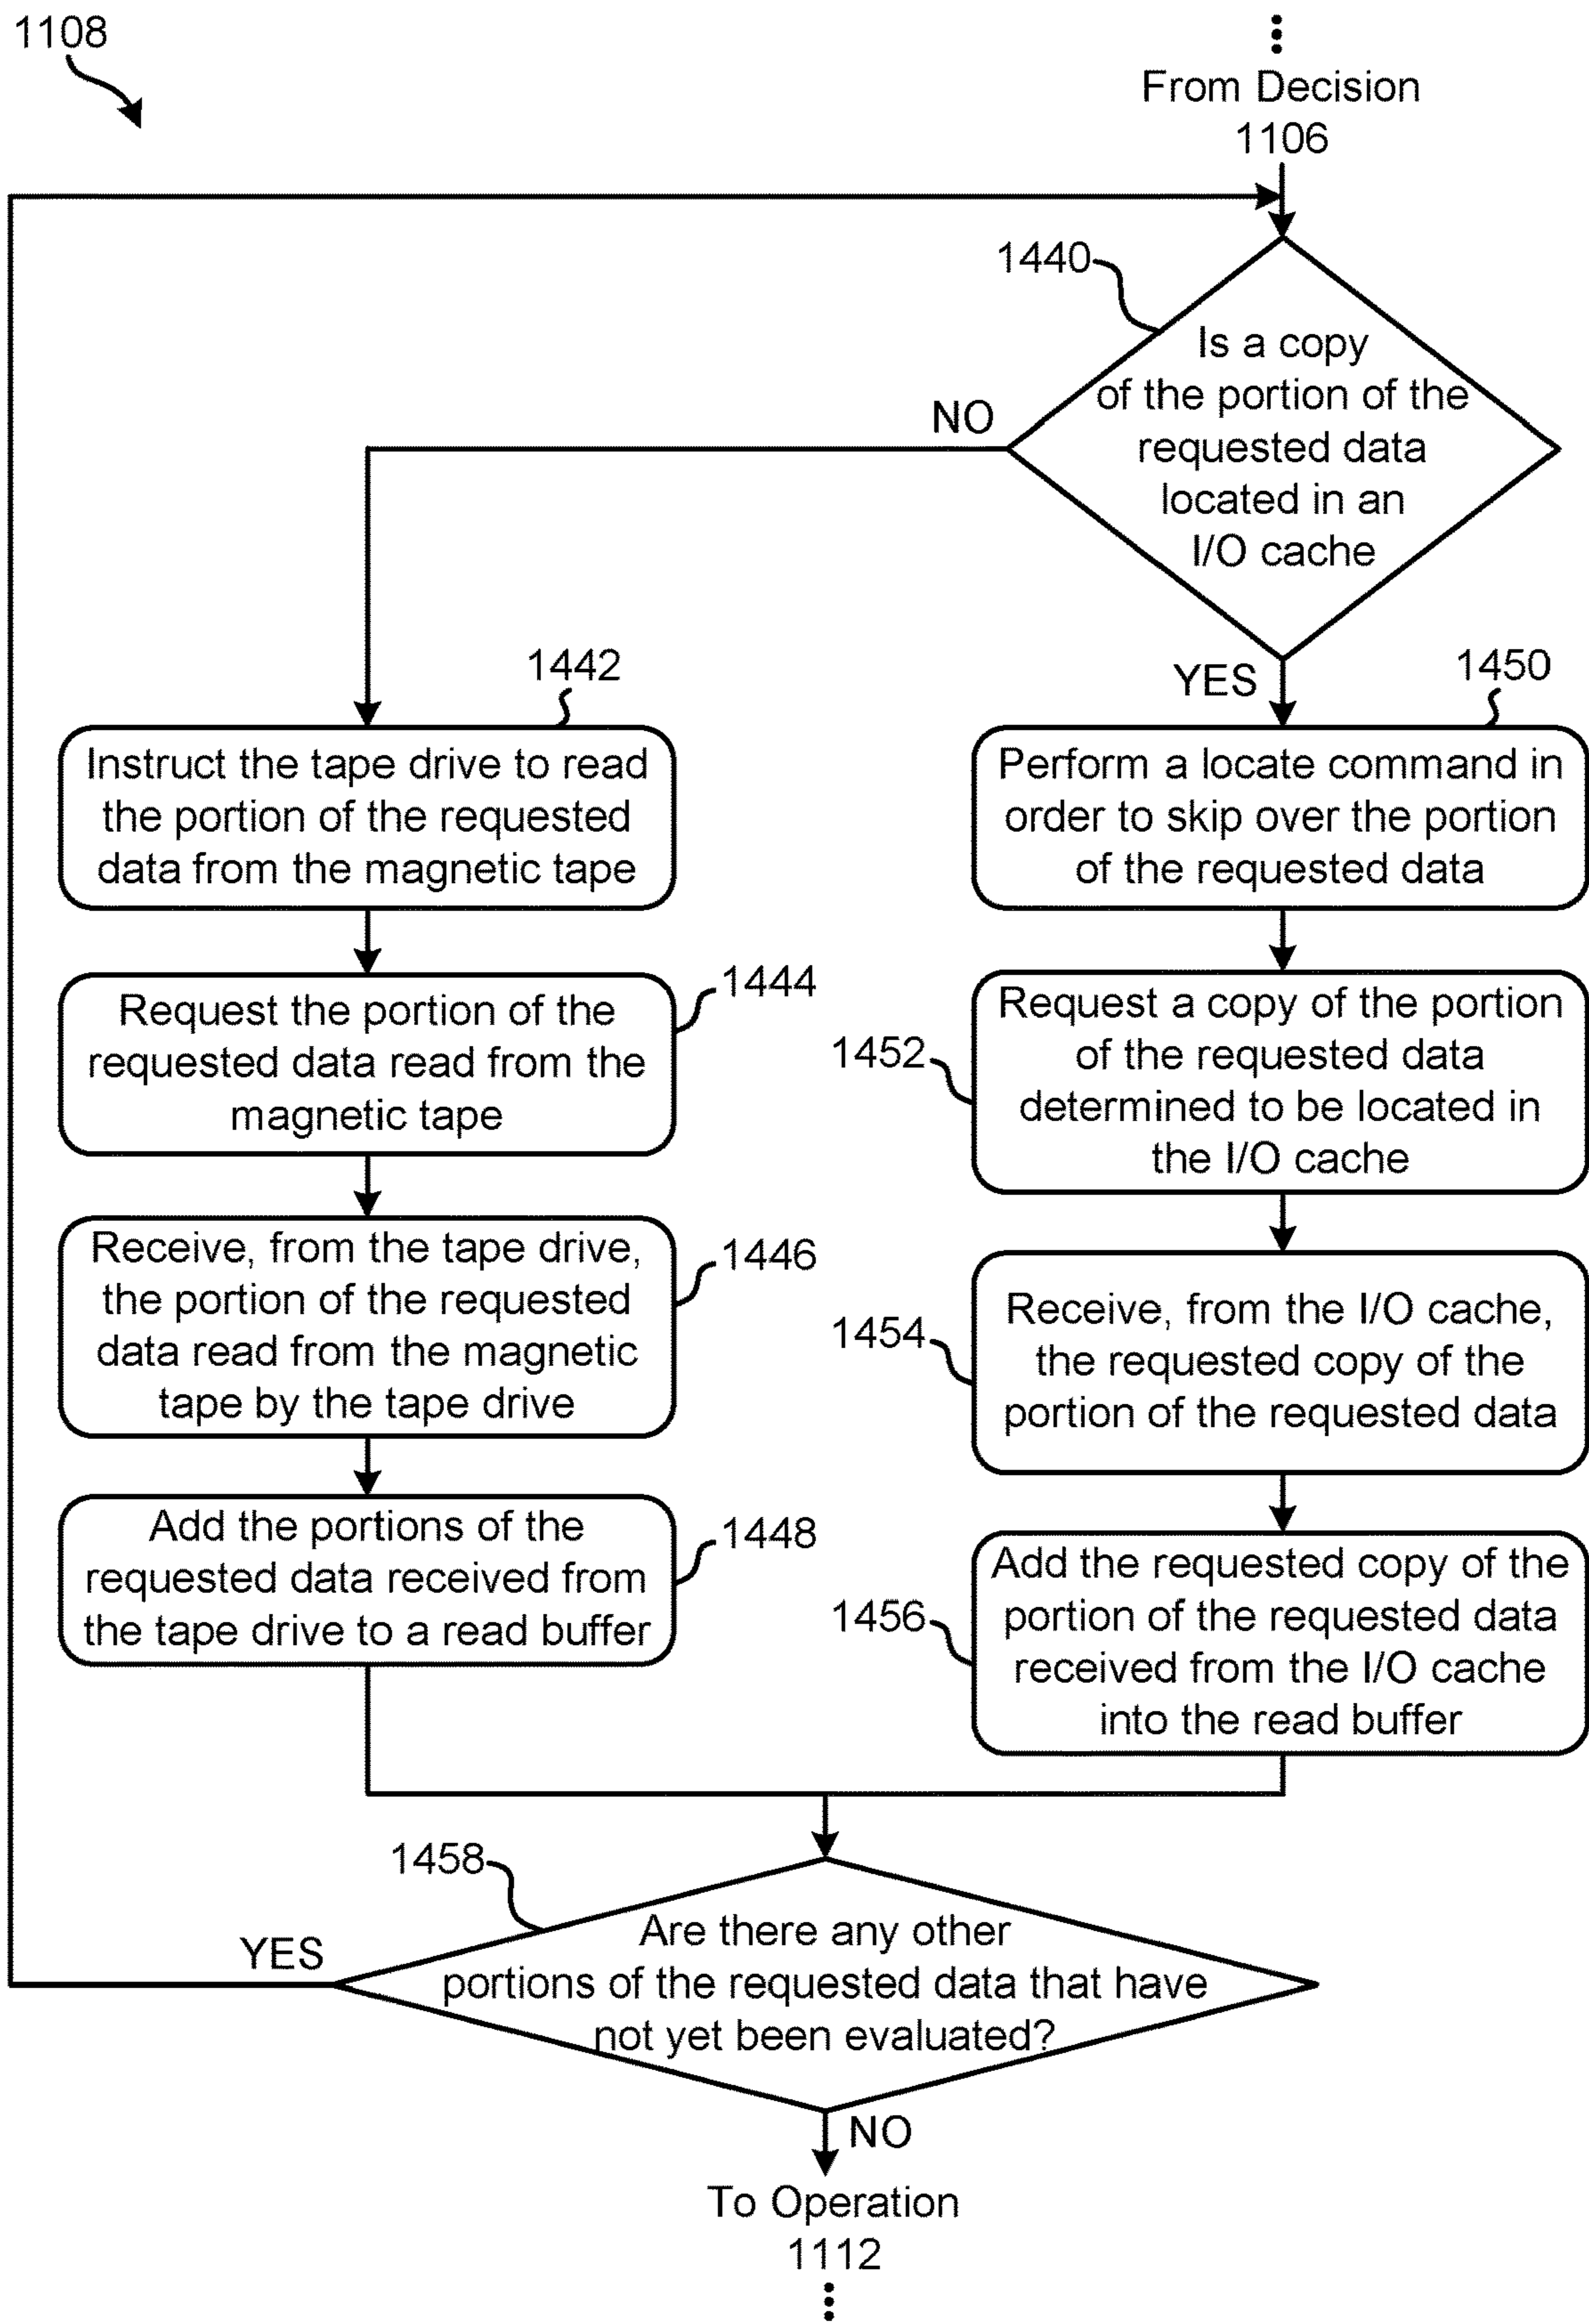 1108
From Decision
1106
1440
Is a copy
of the portion of the
requested data
located in an
I/O cache
NO
YES
1442
Instruct the tape drive to read
the portion of the requested
data from the magnetic tape
1444
Request the portion of the
requested data read from the
magnetic tape
1446
Receive, from the tape drive,
the portion of the requested
data read from the magnetic
tape by the tape drive
1448
Add the portions of the
requested data received from
the tape drive to a read buffer
1450
Perform a locate command in
order to skip over the portion
of the requested data
1452
Request a copy of the portion
of the requested data
determined to be located in
the I/O cache
1454
Receive, from the I/O cache,
the requested copy of the
portion of the requested data
1456
Add the requested copy of the
portion of the requested data
received from the I/O cache
into the read buffer
1458
Are there any other
portions of the requested data that have
not yet been evaluated?
YES
NO
To Operation
1112